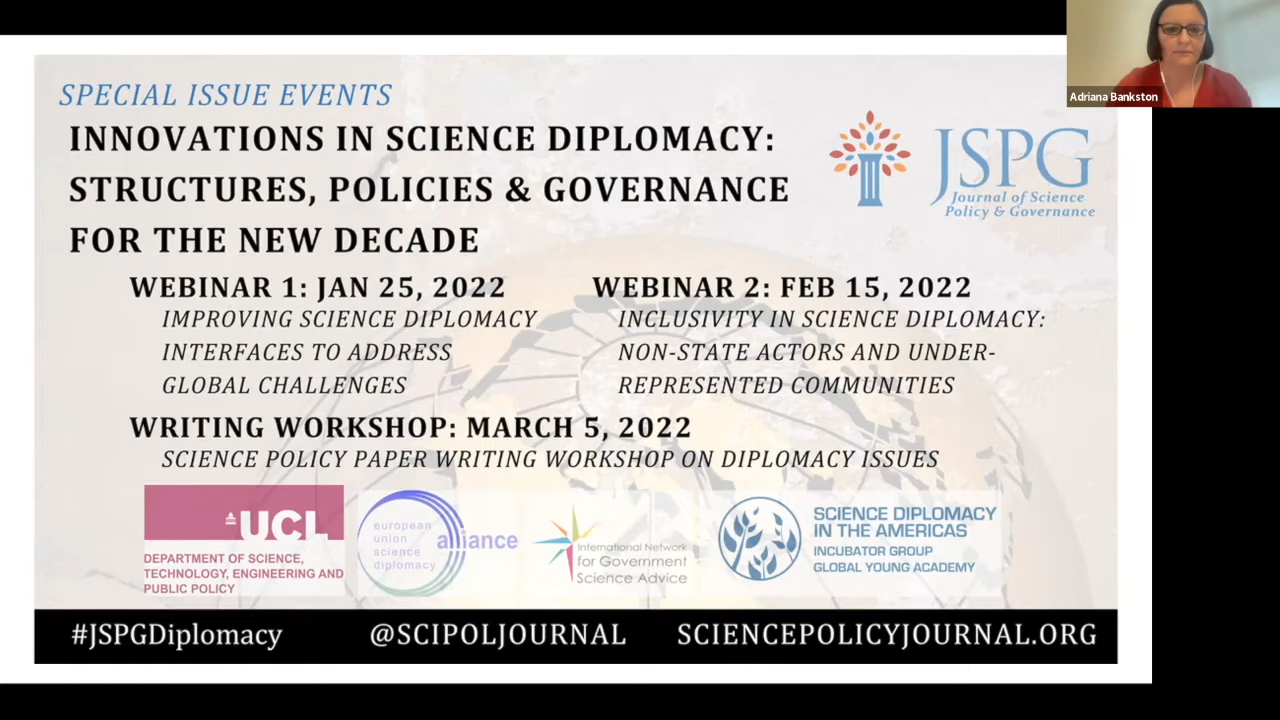 Adriana Bankston
SPECIAL ISSUE EVENTS
INNOVATIONS IN SCIENCE DIPLOMACY:
STRUCTURES, POLICIES & GOVERNANCE
FOR THE NEW DECADE
JSPG
Journal of Science
Policy & Governance
WEBINAR 1: JAN 25, 2022
IMPROVING SCIENCE DIPLOMACY
INTERFACES TO ADDRESS
GLOBAL CHALLENGES
WEBINAR 2: FEB 15, 2022
INCLUSIVITY IN SCIENCE DIPLOMACY:
NON-STATE ACTORS AND UNDER-
REPRESENTED COMMUNITIES
WRITING WORKSHOP: MARCH 5, 2022
SCIENCE POLICY PAPER WRITING WORKSHOP ON DIPLOMACY ISSUES
UCL
DEPARTMENT OF SCIENCE,
TECHNOLOGY, ENGINEERING AND
PUBLIC POLICY
european
union
science
diplomacy
alliance
International Network
for Government
Science Advice
SCIENCE DIPLOMACY
IN THE AMERICAS
INCUBATOR GROUP
GLOBAL YOUNG ACADEMY
#JSPGDiplomacy
@SCIPOLJOURNAL
SCIENCEPOLICYJOURNAL.ORG